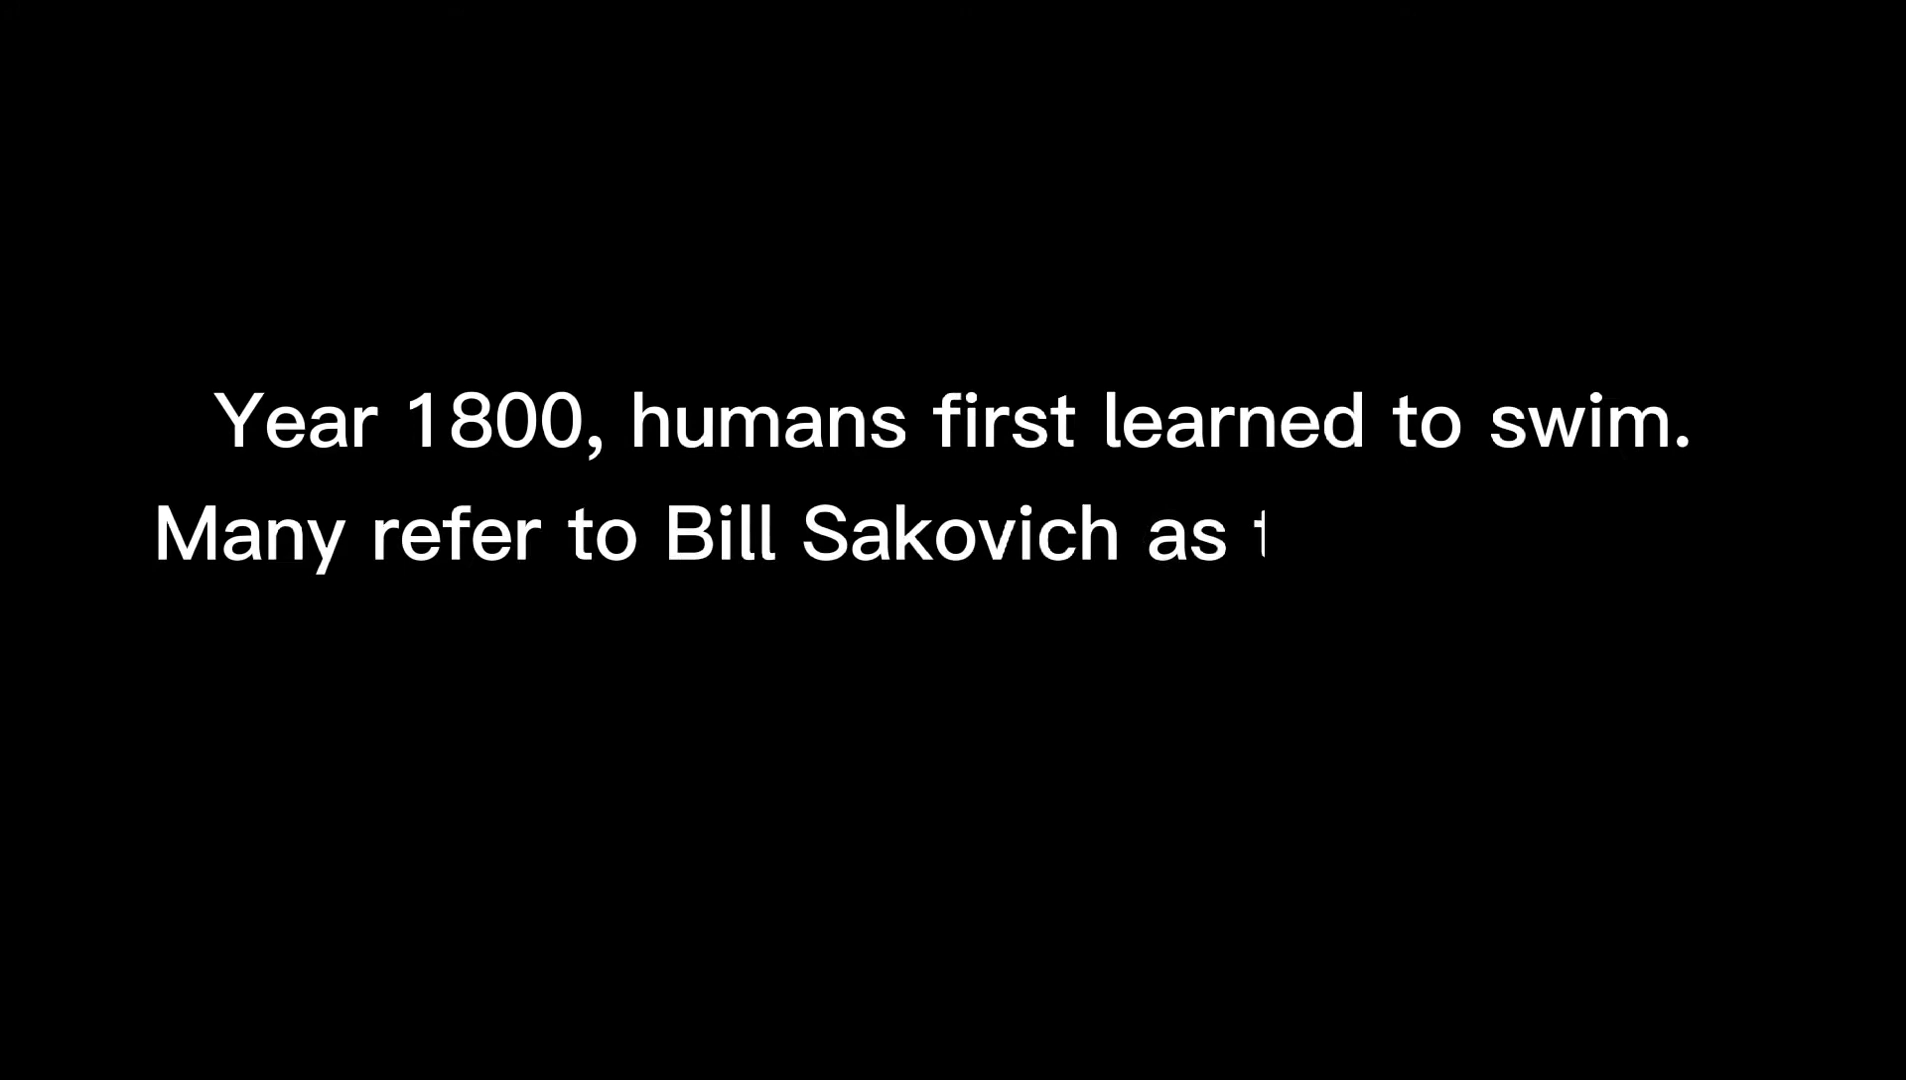 Year 1800, humans first learned to swim.
Many refer to Bill Sakovich as